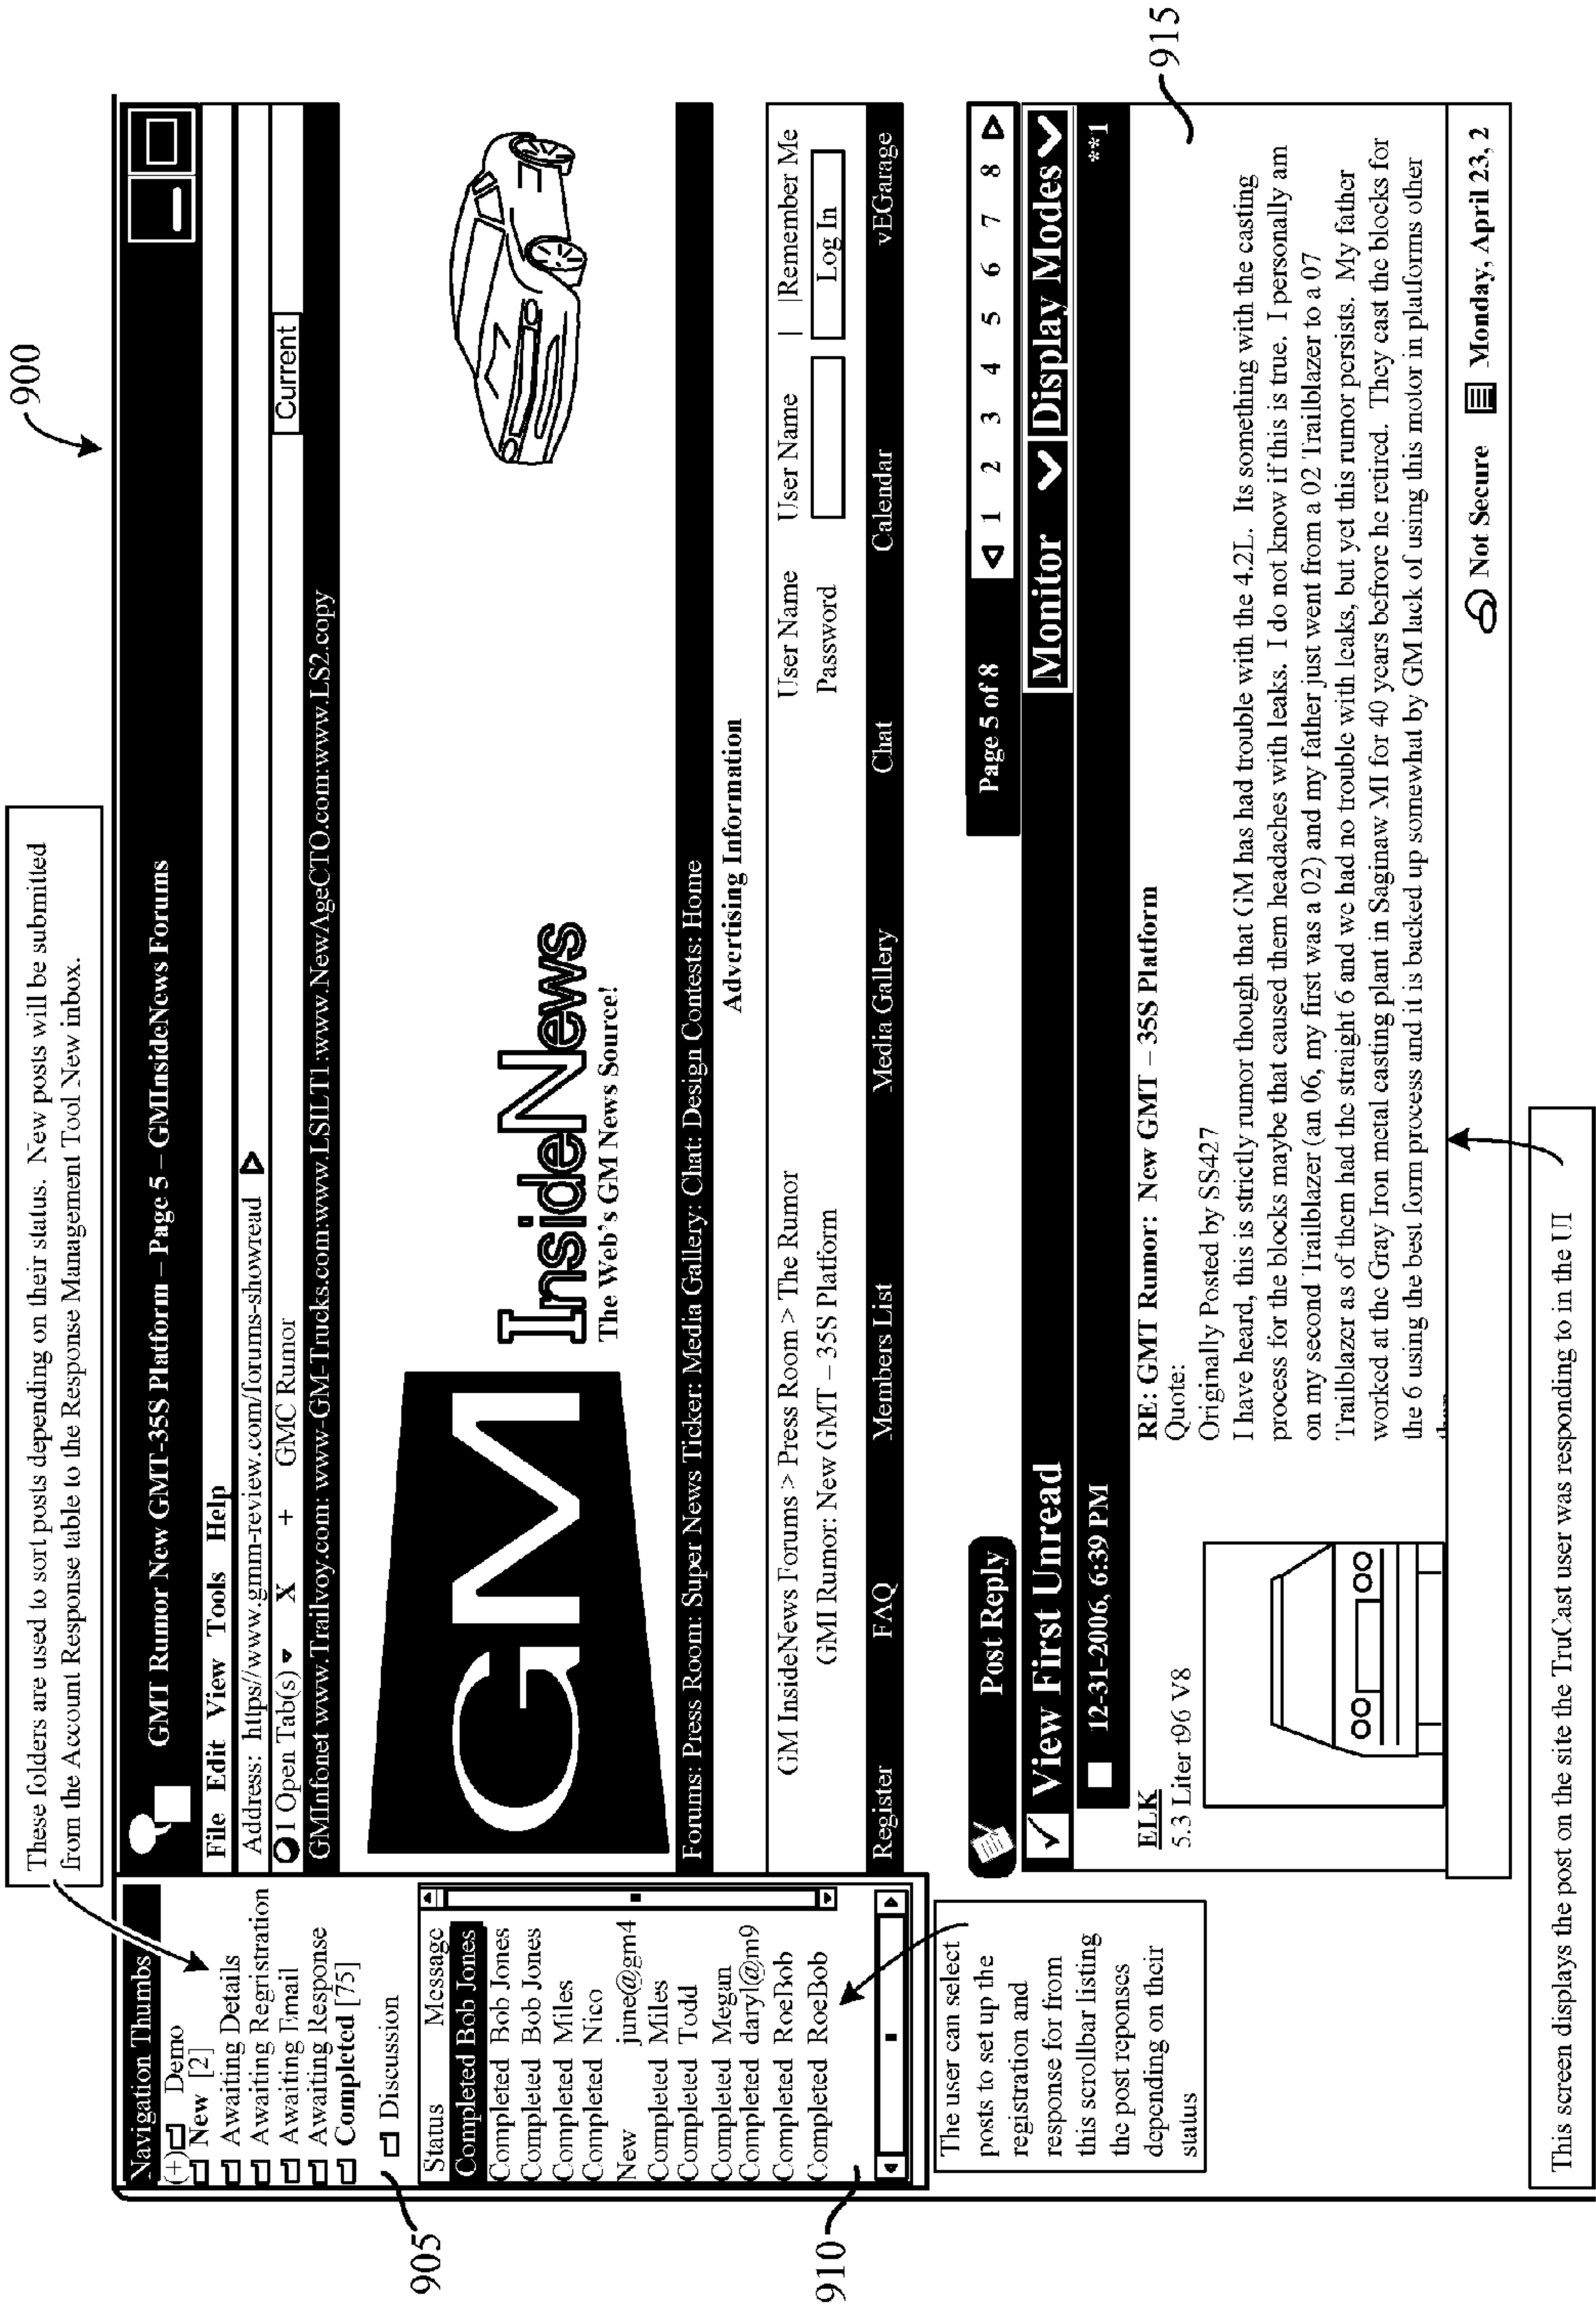 900
These folders are used to sort posts depending on their status. New posts will be submitted
from the Account Response table to the Response Management Tool New inbox.
Navigation Thumbs
(+) Demo
New [2]
Awaiting Details
Awaiting Regristration
Awaiting Email
Awaiting Response
Completed [75]
Discussion
905
Status Message
Completed Bob Jones
Completed Bob Jones
Completed Bob Jones
Completed Miles
Completed Nico
New june@gm4
Completed Miles
Completed Todd
Completed Megan
Completed daryl@m9
Completed RoeBob
Completed RoeBob
910
The user can select
posts to set up the
registration and
response for from
this scrollbar listing
the post reponses
depending on their
status
GMT Rumor New GMT-35S Platform – Page 5 – GMInsideNews Forums
File Edit View Tools Help
Address: https//www.gmm-review.com/forums-showread
1 Open Tab(s) X + GMC Rumor Current
GMInfonet www.Trailvoy.com: www-GM-Trucks.com:www.LSILT1:www.NewAgeCTO.com:www.LS2.copy
GM InsideNews
The Web's GM News Source!
Forums: Press Room: Super News Ticker: Media Gallery: Chat: Design Contests: Home
Advertising Information
GM InsideNews Forums > Press Room > The Rumor User Name User Name | |Remember Me
GMI Rumor: New GMT – 35S Platform Password Log In
Register FAQ Members List Media Gallery Chat Calendar vEGarage
Post Reply Page 5 of 8 1 2 3 4 5 6 7 8
View First Unread Monitor Display Modes
12-31-2006, 6:39 PM **1
ELK
5.3 Liter t96 V8
RE: GMT Rumor: New GMT – 35S Platform
Quote:
Originally Posted by SS427
I have heard, this is strictly rumor though that GM has had trouble with the 4.2L. Its something with the casting
process for the blocks maybe that caused them headaches with leaks. I do not know if this is true. I personally am
on my second Trailblazer (an 06, my first was a 02) and my father just went from a 02 Trailblazer to a 07
Trailblazer as of them had the straight 6 and we had no trouble with leaks, but yet this rumor persists. My father
worked at the Gray Iron metal casting plant in Saginaw MI for 40 years before he retired. They cast the blocks for
the 6 using the best form process and it is backed up somewhat by GM lack of using this motor in platforms other
915
Not Secure Monday, April 23, 2
This screen displays the post on the site the TruCast user was responding to in the UI